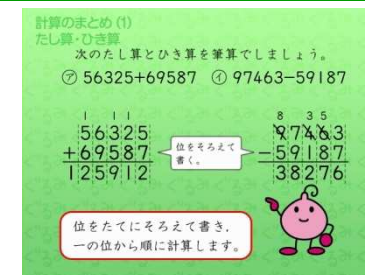 計算のまとめ(1)
たし算・ひき算
次のたし算とひき算を筆算でしましょう。
㋐ 56325+69587 ㋑ 97463−59187
1 1 1
56325
+69587
125912
位をそろえて
書く。
8 3 5
97463
−59187
38276
位をたてにそろえて書き,
一の位から順に計算します。